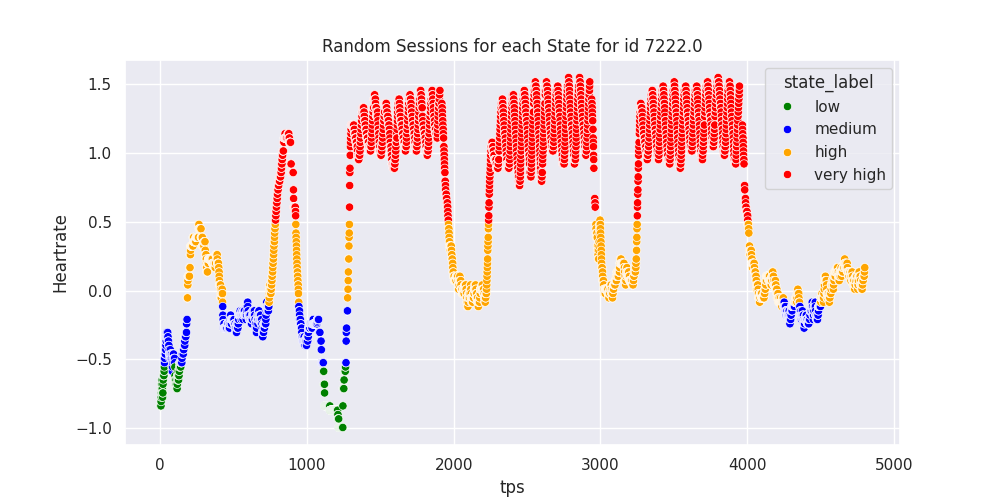 Random Sessions for each State for id 7222.0
Heartrate
1.5
1.0
0.5
0.0
−0.5
−1.0
state_label
low
medium
high
very high
0 1000 2000 3000 4000 5000
tps